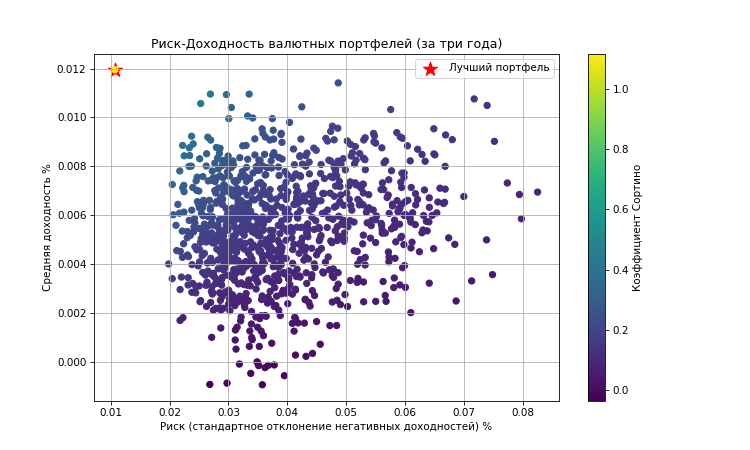 Риск-Доходность валютных портфелей (за три года)
Лучший портфель
Средняя доходность %
0.012
0.010
0.008
0.006
0.004
0.002
0.000
0.01 0.02 0.03 0.04 0.05 0.06 0.07 0.08
Риск (стандартное отклонение негативных доходностей) %
1.0
0.8
0.6
0.4
0.2
0.0
Коэффициент Сортино